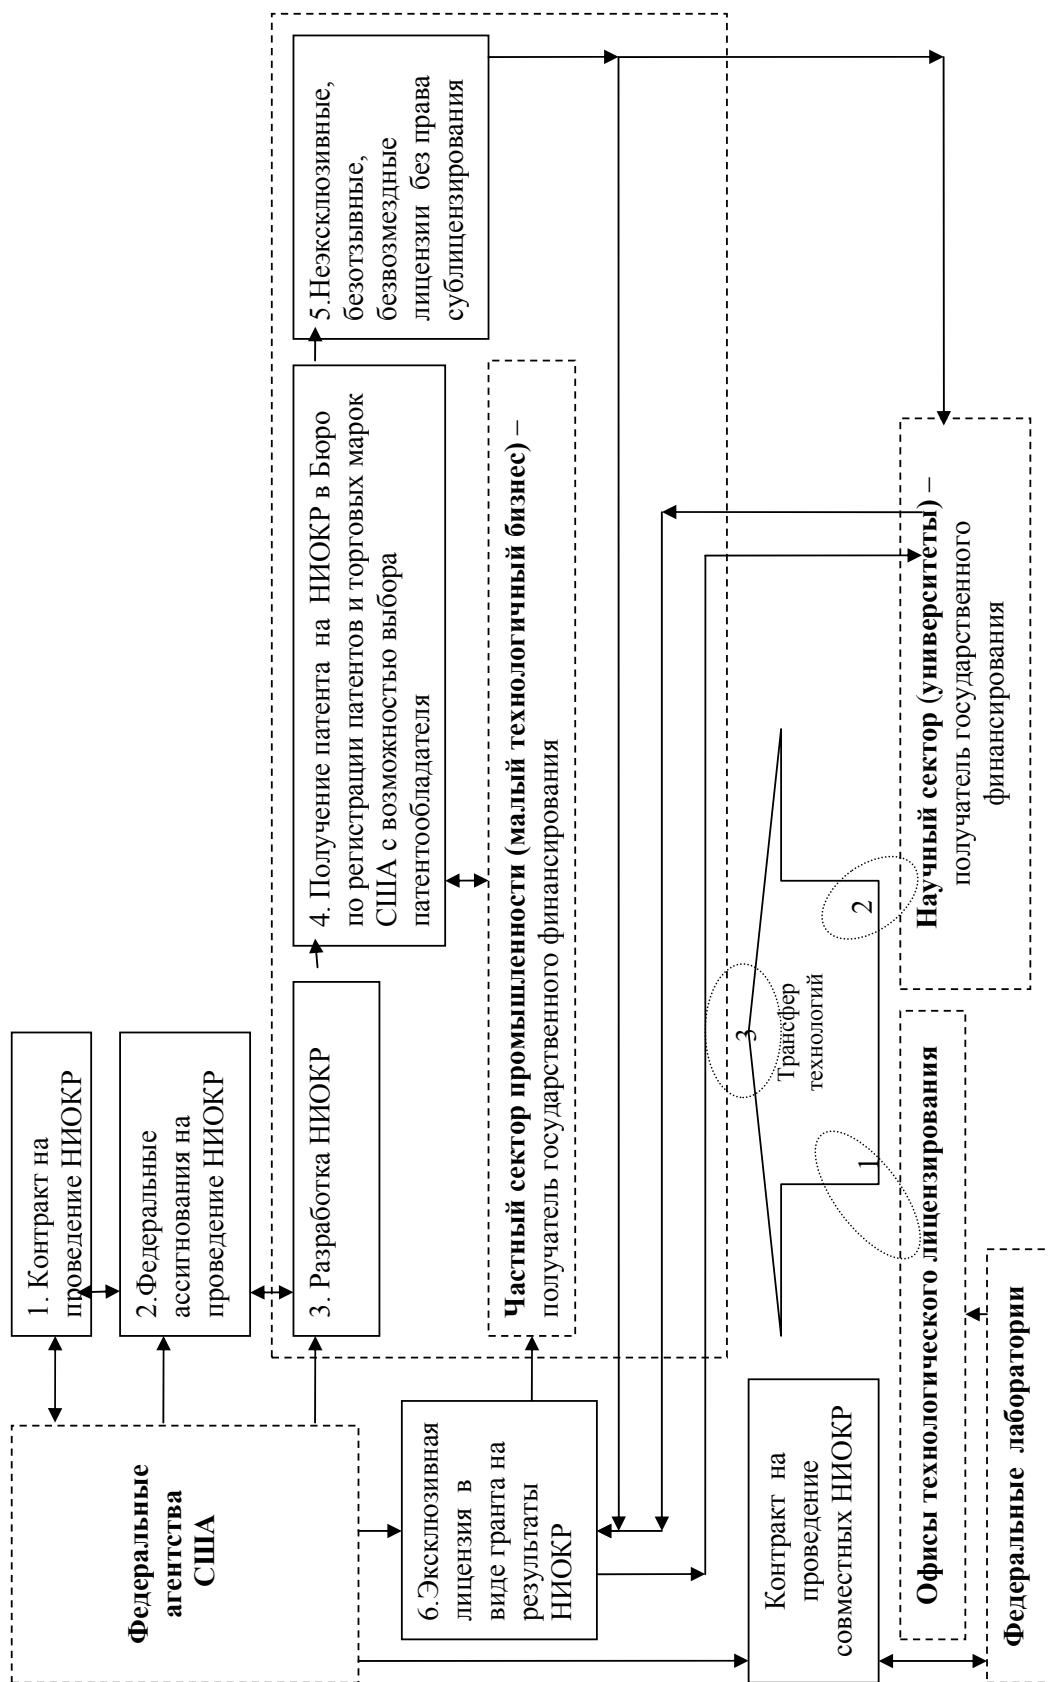 Федеральные
агентства
США
1. Контракт на
проведение НИОКР
2.Федеральные
ассигнования на
проведение НИОКР
3. Разработка НИОКР
4. Получение патента на НИОКР в Бюро
по регистрации патентов и торговых марок
США с возможностью выбора
патентообладателя
5.Неэксклюзивные,
безотзывные,
безвозмездные
лицензии без права
сублицензирования
Частный сектор промышленности (малый технологичный бизнес) –
получатель государственного финансирования
6.Эксклюзивная
лицензия в
виде гранта на
результаты
НИОКР
3
Трансфер
технологий
1
2
Контракт на
проведение
совместных НИОКР
Офисы технологического лицензирования
Федеральные лаборатории
Научный сектор (университеты) –
получатель государственного
финансирования